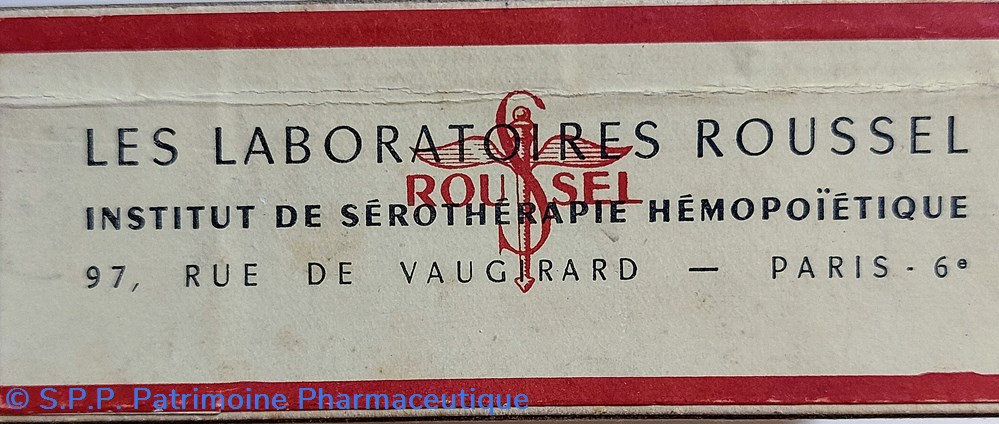 LES LABORATOIRES ROUSSEL
ROUSSEL
INSTITUT DE SÉROTHÉRAPIE HÉMOPOÏÉTIQUE
97, RUE DE VAUGIRARD — PARIS - 6e
© S.P.P. Patrimoine Pharmaceutique